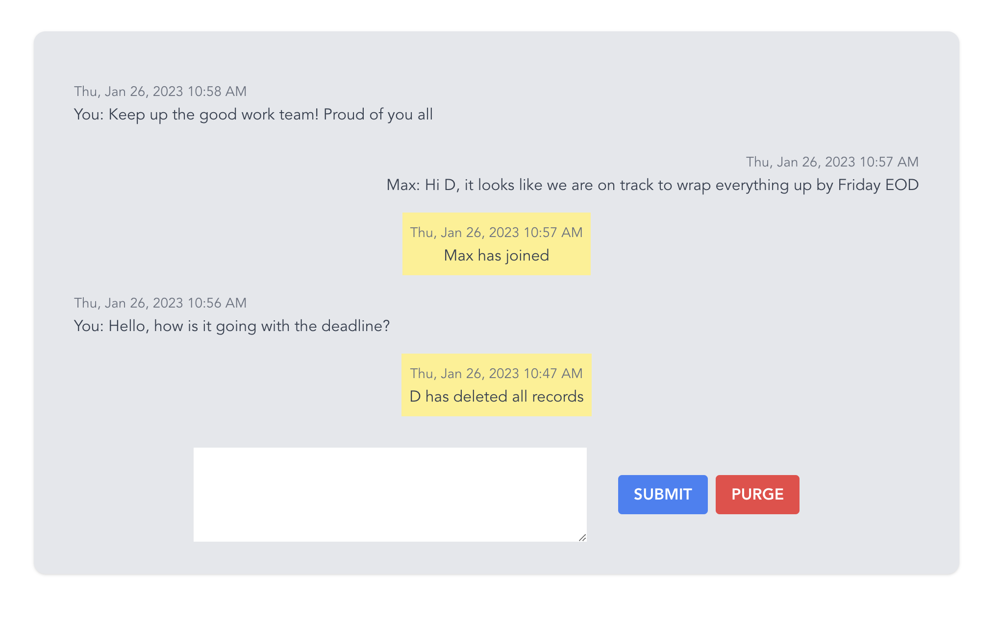 Thu, Jan 26, 2023 10:58 AM
You: Keep up the good work team! Proud of you all
Thu, Jan 26, 2023 10:57 AM
Max: Hi D, it looks like we are on track to wrap everything up by Friday EOD
Thu, Jan 26, 2023 10:57 AM
Max has joined
Thu, Jan 26, 2023 10:56 AM
You: Hello, how is it going with the deadline?
Thu, Jan 26, 2023 10:47 AM
D has deleted all records
SUBMIT PURGE